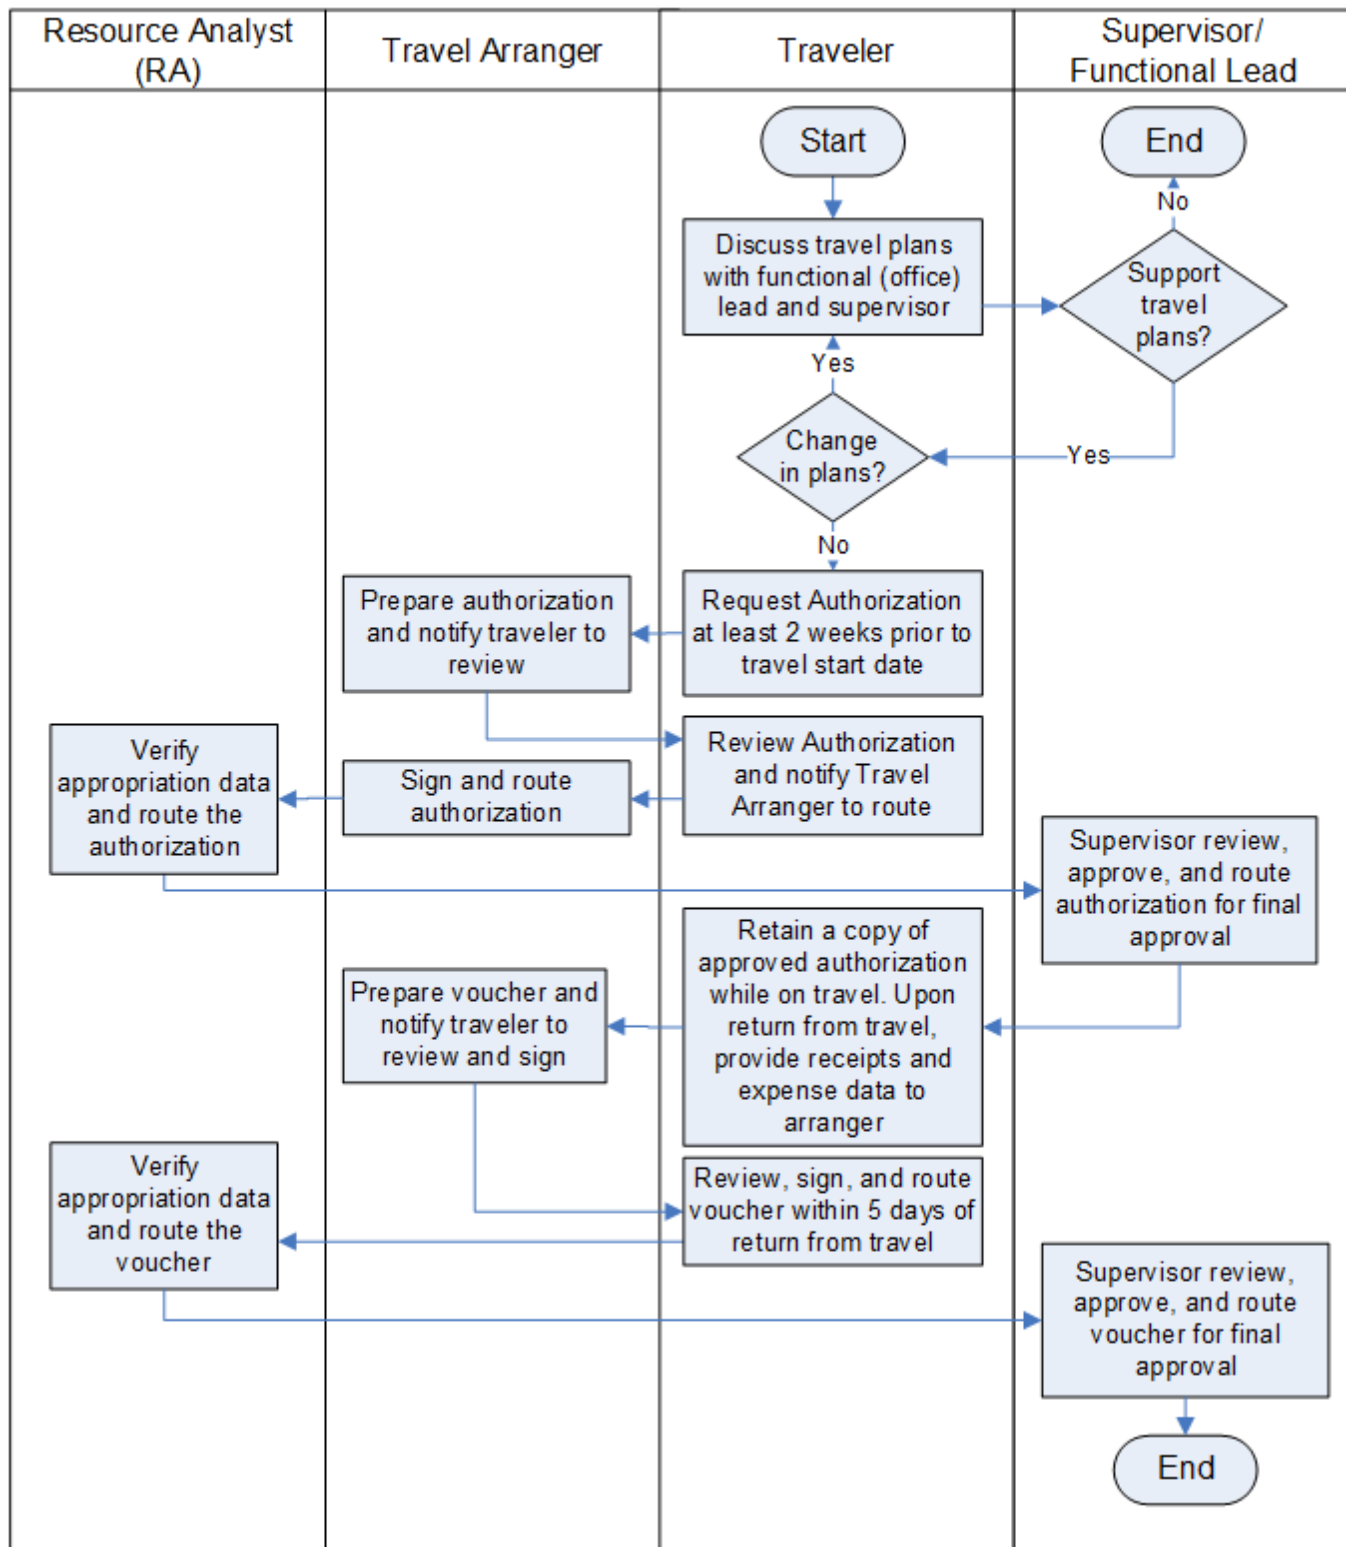 Resource Analyst
(RA)
Travel Arranger
Traveler
Supervisor/
Functional Lead
Start
End
No
Discuss travel plans
with functional (office)
lead and supervisor
Support
travel
plans?
Yes
Change
in plans?
Yes
No
Prepare authorization
and notify traveler to
review
Request Authorization
at least 2 weeks prior to
travel start date
Verify
appropriation data
and route the
authorization
Sign and route
authorization
Review Authorization
and notify Travel
Arranger to route
Supervisor review,
approve, and route
authorization for final
approval
Retain a copy of
approved authorization
while on travel. Upon
return from travel,
provide receipts and
expense data to
arranger
Prepare voucher and
notify traveler to
review and sign
Verify
appropriation data
and route the
voucher
Review, sign, and route
voucher within 5 days of
return from travel
Supervisor review,
approve, and route
voucher for final
approval
End